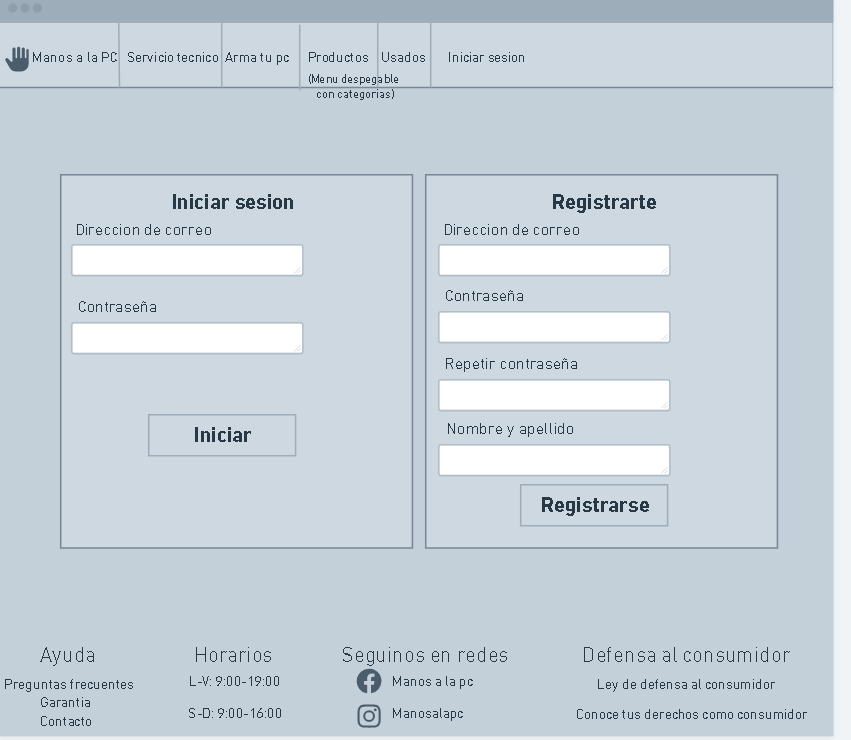 Manos a la PC
Servicio tecnico
Arma tu pc
Productos
(Menu despegable
con categorias)
Usados
Iniciar sesion
Iniciar sesion
Direccion de correo
Contraseña
Iniciar
Registrarte
Direccion de correo
Contraseña
Repetir contraseña
Nombre y apellido
Registrarse
Ayuda
Preguntas frecuentes
Garantia
Contacto
Horarios
L-V: 9:00-19:00
S-D: 9:00-16:00
Seguinos en redes
Manos a la pc
Manosalapc
Defensa al consumidor
Ley de defensa al consumidor
Conoce tus derechos como consumidor